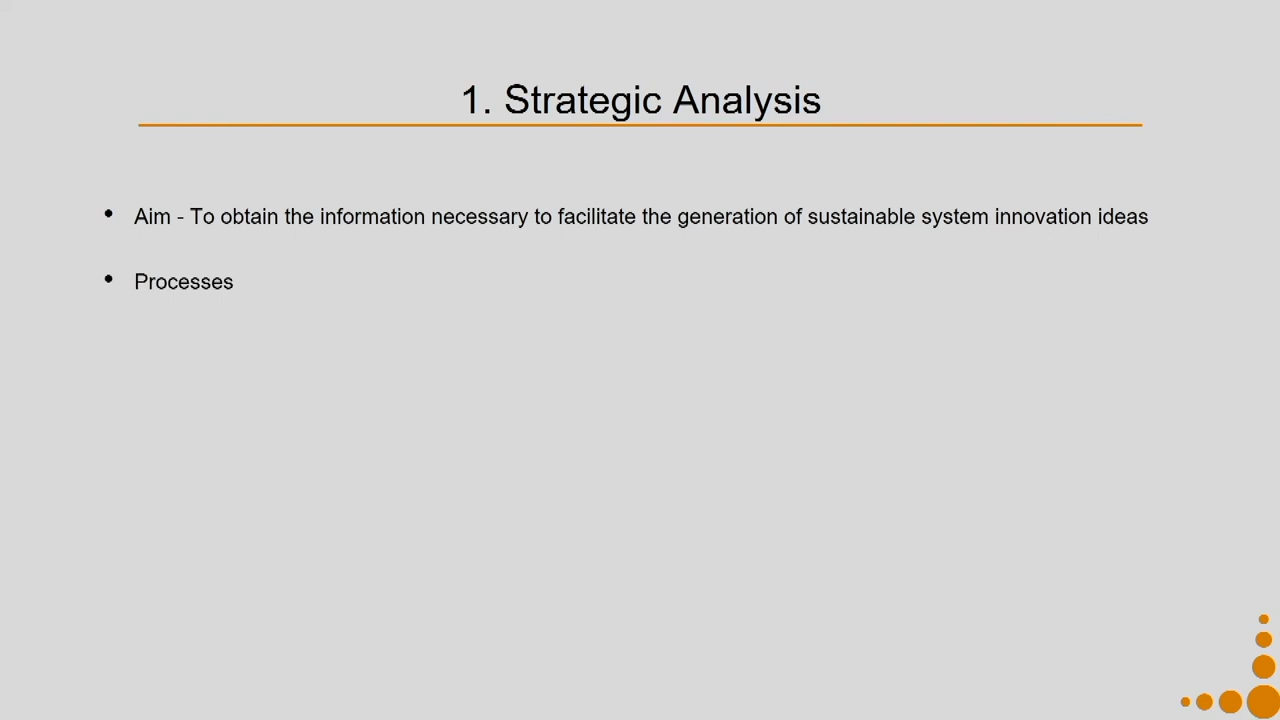 1. Strategic Analysis
• Aim - To obtain the information necessary to facilitate the generation of sustainable system innovation ideas
• Processes